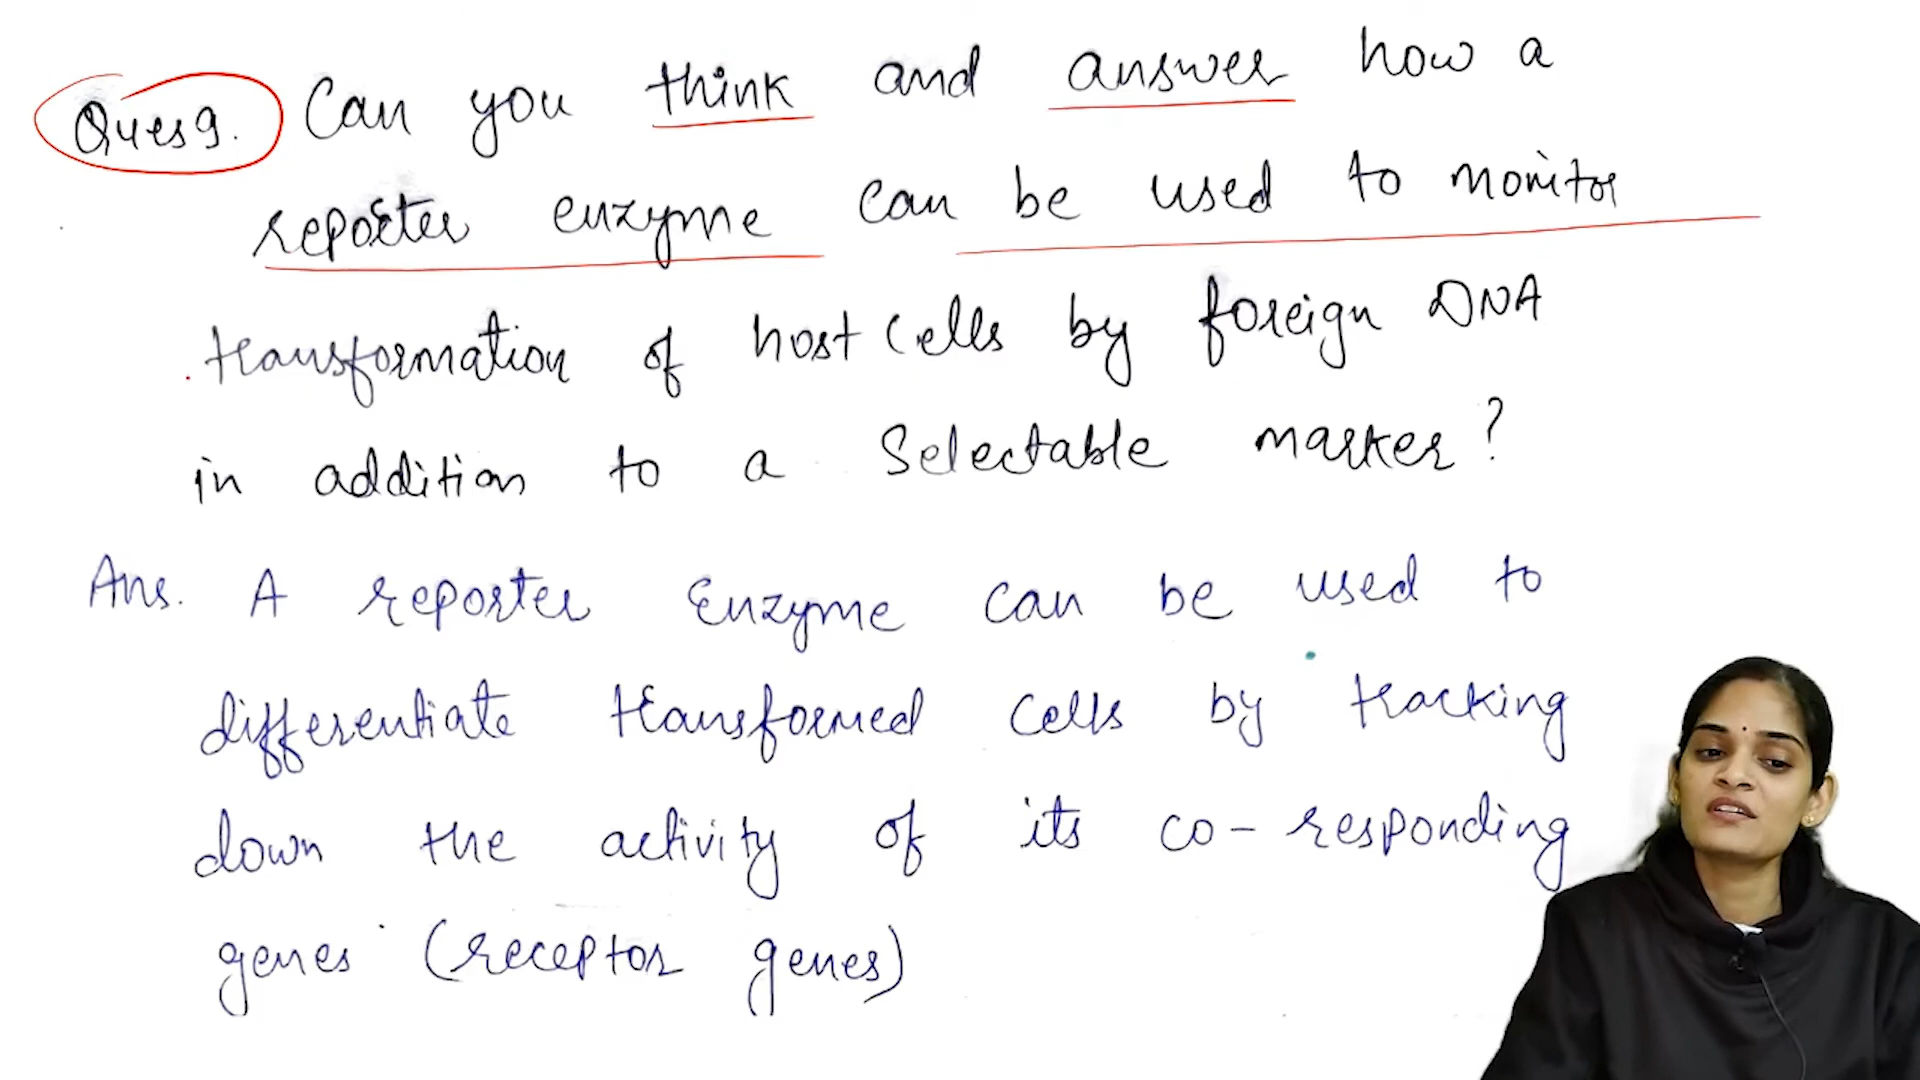 Ques 9. Can you think and answer how a
reporter enzyme can be used to monitor
transformation of host cells by foreign DNA
in addition to a selectable marker?
Ans. A reporter Enzyme can be used to
differentiate transformed cells by tracking
down the activity of its co-responding
genes (receptor genes)